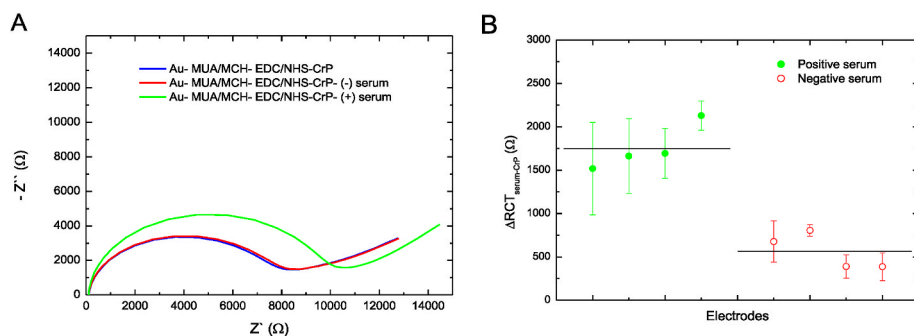 A
14000
12000
10000
8000
6000
4000
2000
0
- Z`` (Ω)
Au- MUA/MCH- EDC/NHS-CrP
Au- MUA/MCH- EDC/NHS-CrP- (-) serum
Au- MUA/MCH- EDC/NHS-CrP- (+) serum
0 2000 4000 6000 8000 10000 12000 14000
Z` (Ω)
B
3000
2500
2000
1500
1000
500
0
ΔRCTserum-CrP (Ω)
Positive serum
Negative serum
Electrodes